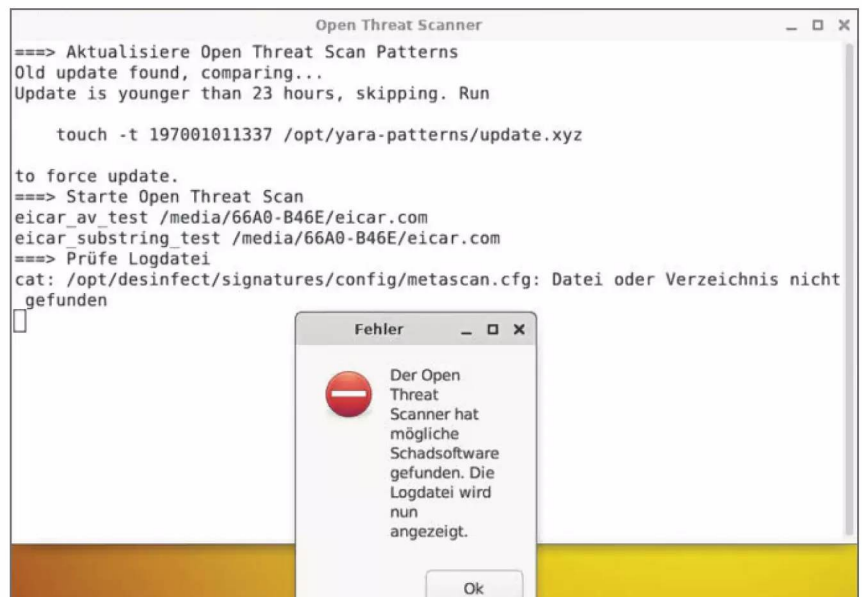 Open Threat Scanner
===> Aktualisiere Open Threat Scan Patterns
Old update found, comparing...
Update is younger than 23 hours, skipping. Run
touch -t 197001011337 /opt/yara-patterns/update.xyz
to force update.
===> Starte Open Threat Scan
eicar_av_test /media/66A0-B46E/eicar.com
eicar_substring_test /media/66A0-B46E/eicar.com
===> Prüfe Logdatei
cat: /opt/desinfect/signatures/config/metascan.cfg: Datei oder Verzeichnis nicht
gefunden
Fehler
Der Open
Threat
Scanner hat
mögliche
Schadsoftware
gefunden. Die
Logdatei wird
nun
angezeigt.
Ok